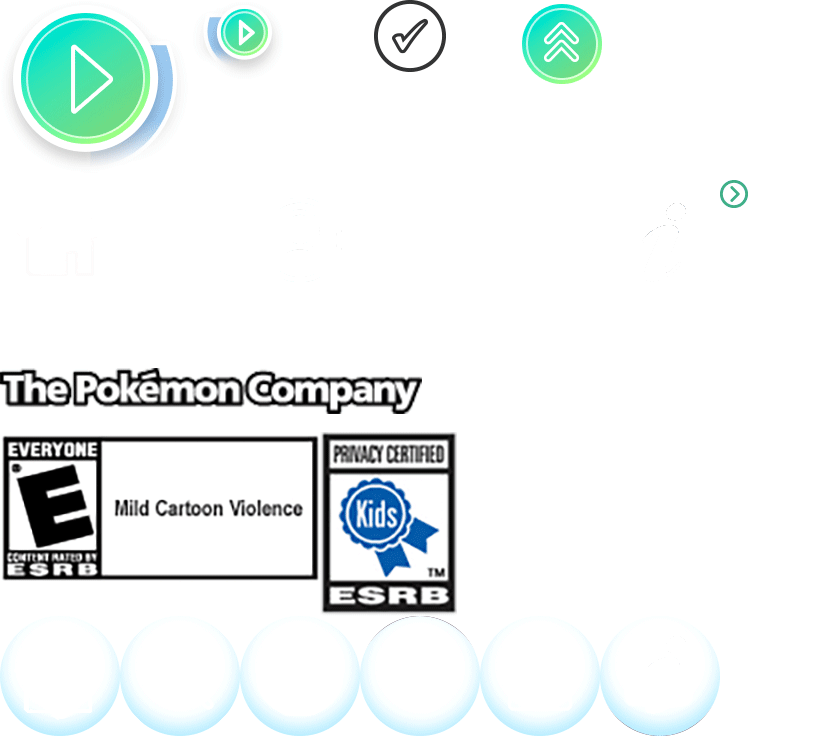 The Pokémon Company
EVERYONE
E
®
Mild Cartoon Violence
CONTENT RATED BY
ESRB
PRIVACY CERTIFIED
Kids
TM
ESRB